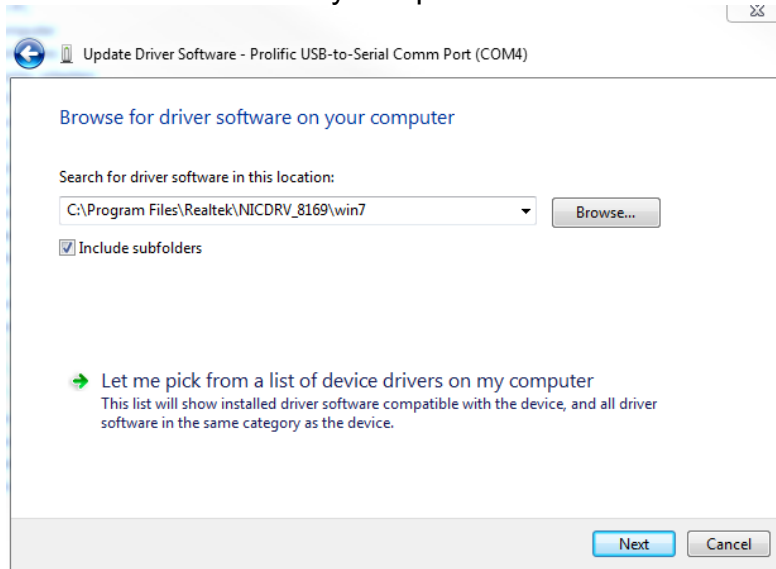 Update Driver Software - Prolific USB-to-Serial Comm Port (COM4)
Browse for driver software on your computer
Search for driver software in this location:
C:\Program Files\Realtek\NICDRV_8169\win7
Browse...
Include subfolders
Let me pick from a list of device drivers on my computer
This list will show installed driver software compatible with the device, and all driver
software in the same category as the device.
Next
Cancel